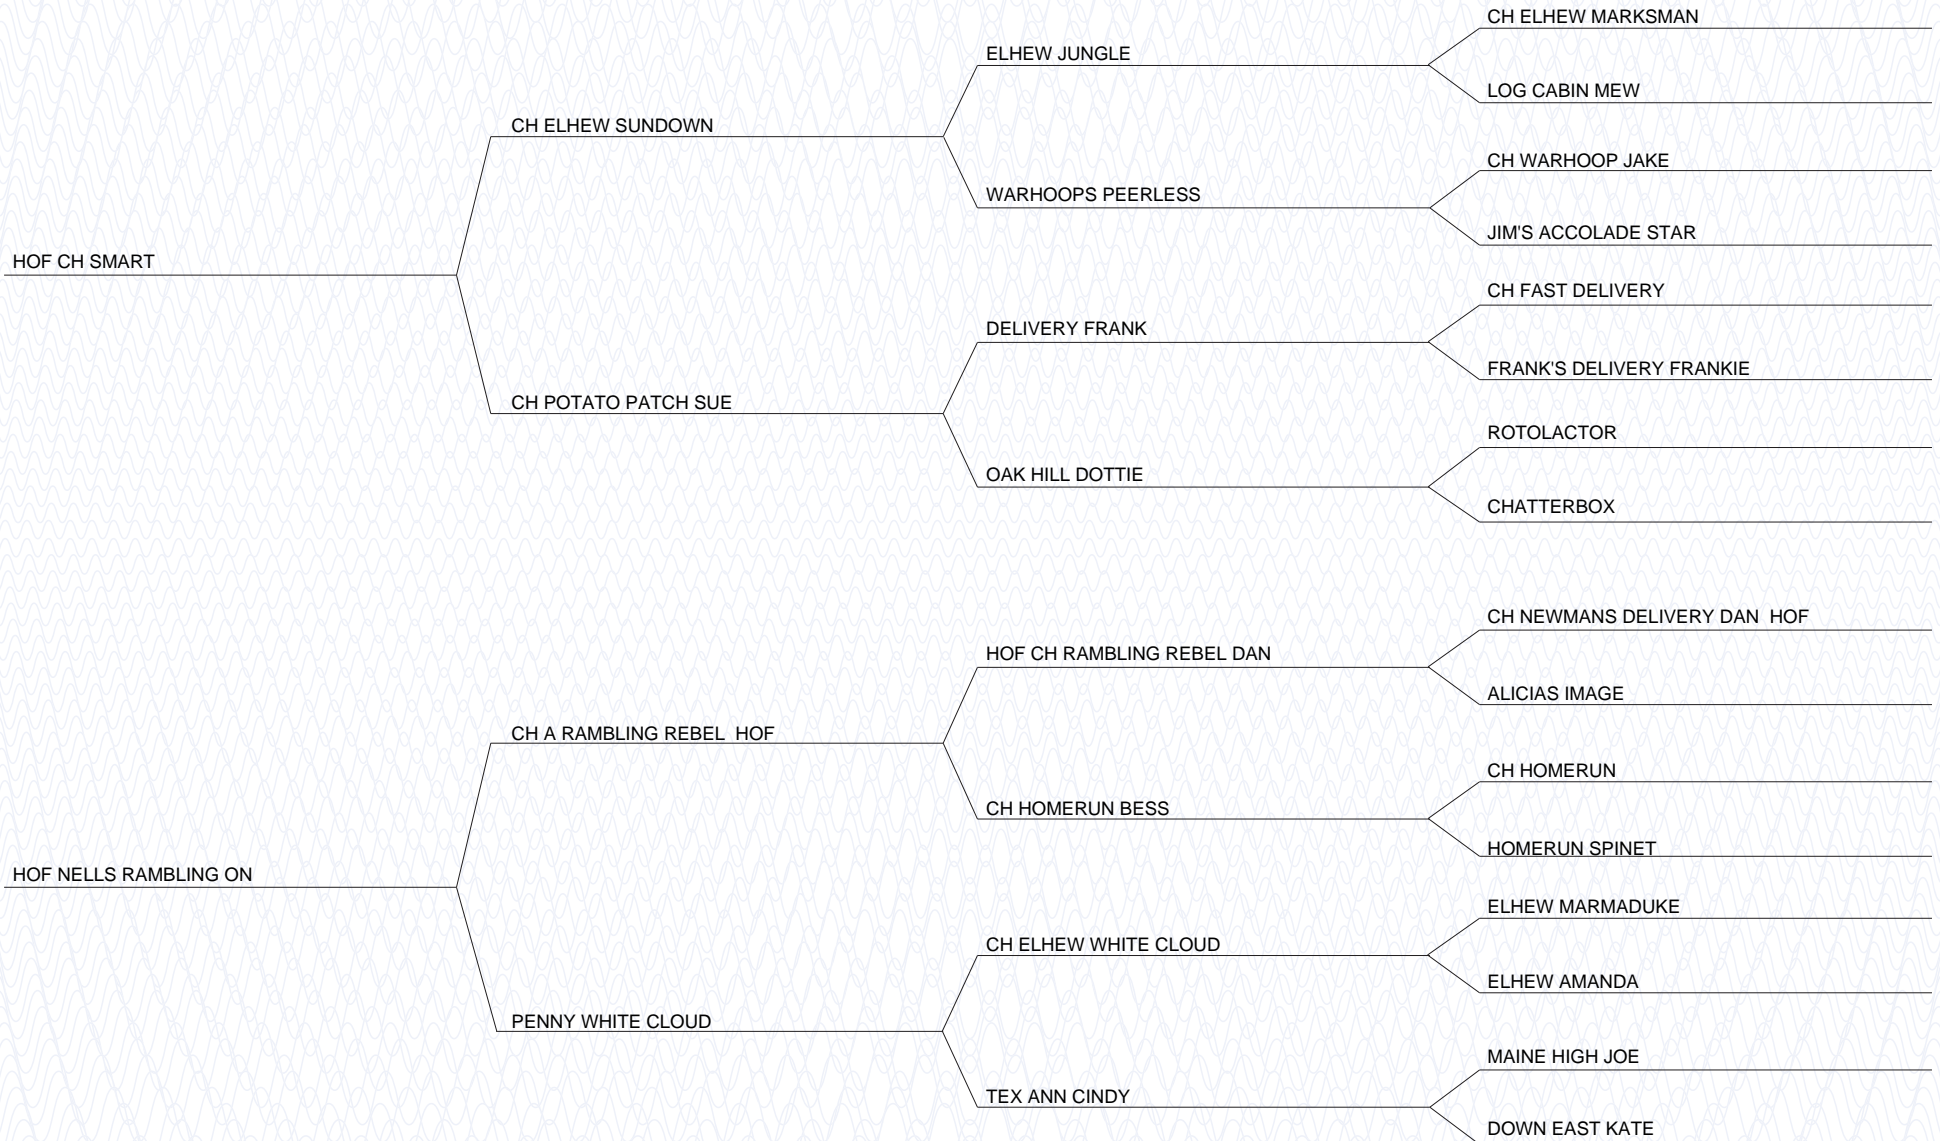 CH ELHEW MARKSMAN
ELHEW JUNGLE
LOG CABIN MEW
CH ELHEW SUNDOWN
CH WARHOOP JAKE
WARHOOPS PEERLESS
JIM'S ACCOLADE STAR
HOF CH SMART
CH FAST DELIVERY
DELIVERY FRANK
FRANK'S DELIVERY FRANKIE
CH POTATO PATCH SUE
ROTOLACTOR
OAK HILL DOTTIE
CHATTERBOX
CH NEWMANS DELIVERY DAN  HOF
HOF CH RAMBLING REBEL DAN
ALICIAS IMAGE
CH A RAMBLING REBEL  HOF
CH HOMERUN
CH HOMERUN BESS
HOMERUN SPINET
HOF NELLS RAMBLING ON
ELHEW MARMADUKE
CH ELHEW WHITE CLOUD
ELHEW AMANDA
PENNY WHITE CLOUD
MAINE HIGH JOE
TEX ANN CINDY
DOWN EAST KATE